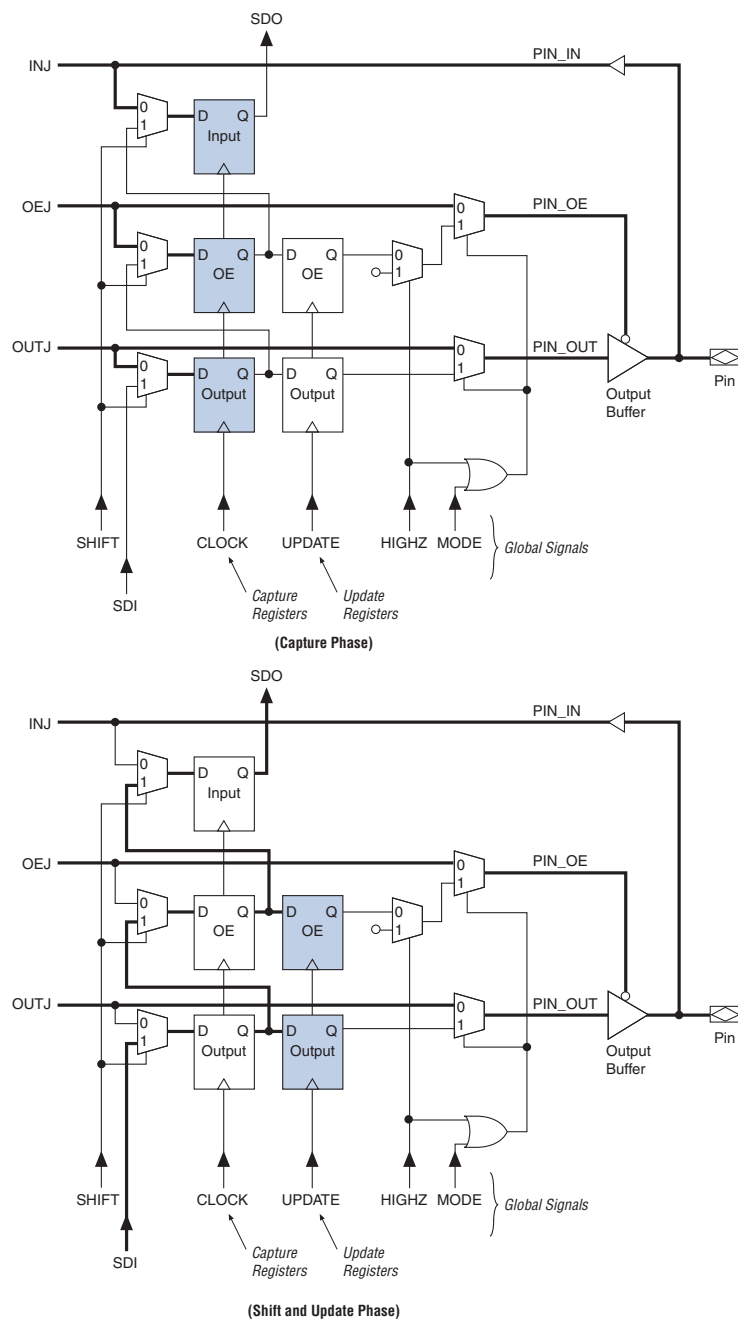 SDO
INJ
PIN_IN
0
1
D Q
Input
OEJ
0
1
PIN_OE
0
1
D Q
OE
D Q
OE
0
1
OUTJ
0
1
PIN_OUT
0
1
D Q
Output
D Q
Output
Pin
Output
Buffer
SHIFT
CLOCK
UPDATE
HIGHZ
MODE
Global Signals
SDI
Capture
Registers
Update
Registers
(Capture Phase)
SDO
INJ
PIN_IN
0
1
D Q
Input
OEJ
0
1
PIN_OE
0
1
D Q
OE
D Q
OE
0
1
OUTJ
0
1
PIN_OUT
0
1
D Q
Output
D Q
Output
Pin
Output
Buffer
SHIFT
CLOCK
UPDATE
HIGHZ
MODE
Global Signals
SDI
Capture
Registers
Update
Registers
(Shift and Update Phase)